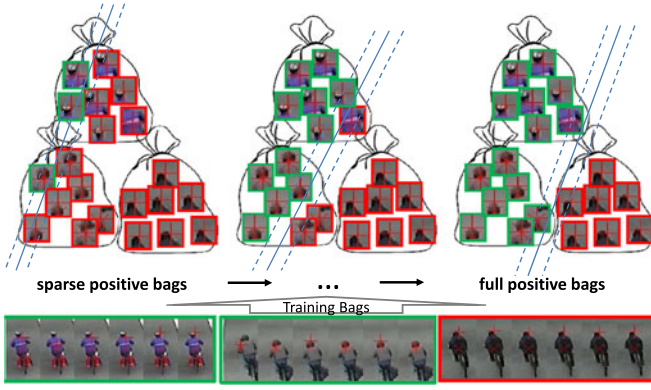 sparse positive bags
...
full positive bags
Training Bags